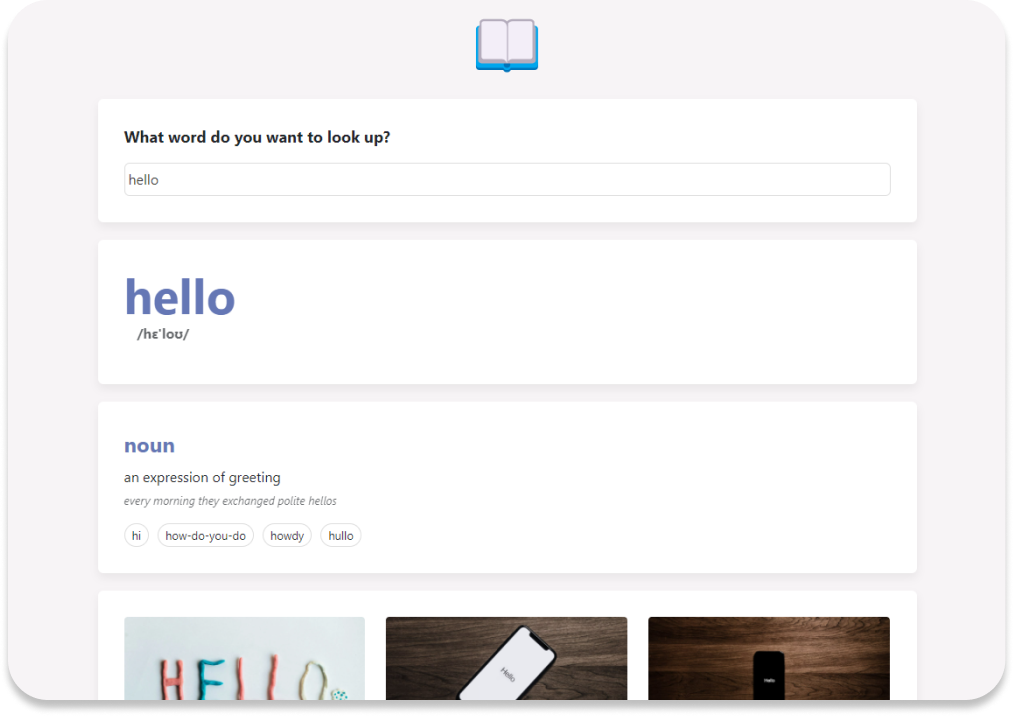 What word do you want to look up?
hello
hello
/hɛˈloʊ/
noun
an expression of greeting
every morning they exchanged polite hellos
hi how-do-you-do howdy hullo
HELLO Hello Hello